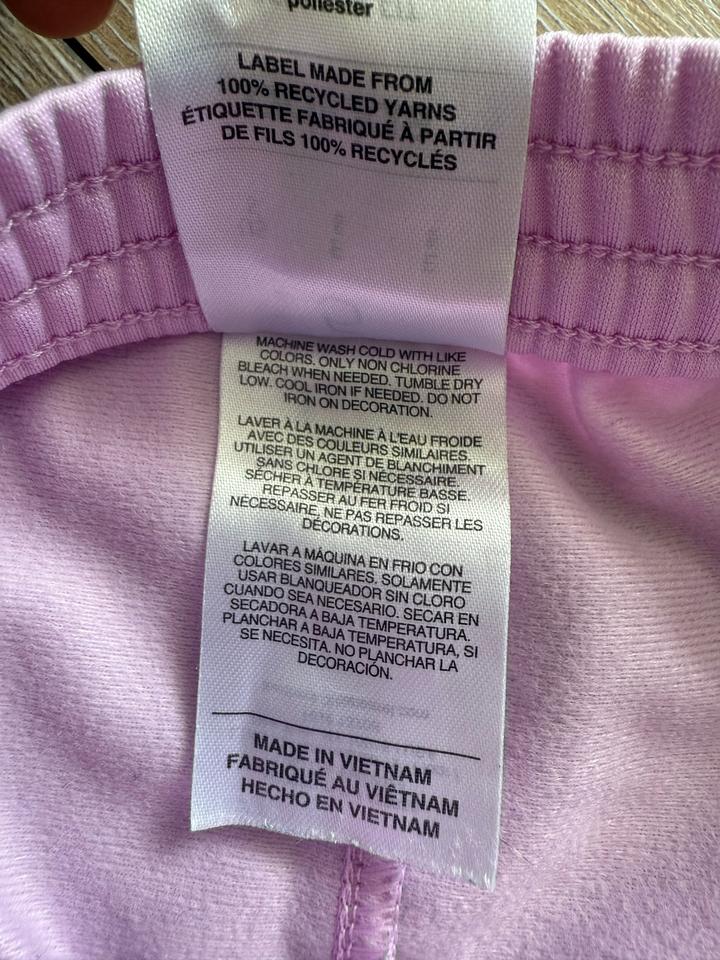 poliester
LABEL MADE FROM
100% RECYCLED YARNS
ÉTIQUETTE FABRIQUÉ À PARTIR
DE FILS 100% RECYCLÉS
MACHINE WASH COLD WITH LIKE
COLORS. ONLY NON CHLORINE
BLEACH WHEN NEEDED. TUMBLE DRY
LOW. COOL IRON IF NEEDED. DO NOT
IRON ON DECORATION.
LAVER À LA MACHINE À L'EAU FROIDE
AVEC DES COULEURS SIMILAIRES.
UTILISER UN AGENT DE BLANCHIMENT
SANS CHLORE SI NÉCESSAIRE.
SÉCHER À TEMPÉRATURE BASSE.
REPASSER AU FER FROID SI
NÉCESSAIRE, NE PAS REPASSER LES
DÉCORATIONS.
LAVAR A MÁQUINA EN FRIO CON
COLORES SIMILARES. SOLAMENTE
USAR BLANQUEADOR SIN CLORO
CUANDO SEA NECESARIO. SECAR EN
SECADORA A BAJA TEMPERATURA.
PLANCHAR A BAJA TEMPERATURA, SI
SE NECESITA. NO PLANCHAR LA
DECORACIÓN.
MADE IN VIETNAM
FABRIQUÉ AU VIÊTNAM
HECHO EN VIETNAM